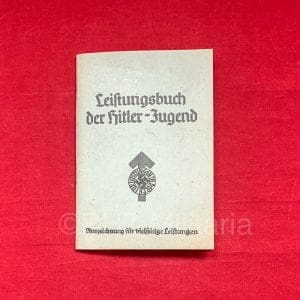 Leistungsbuch
der Hitler-Jugend
Auszeichnung für vielseitige Leistungen